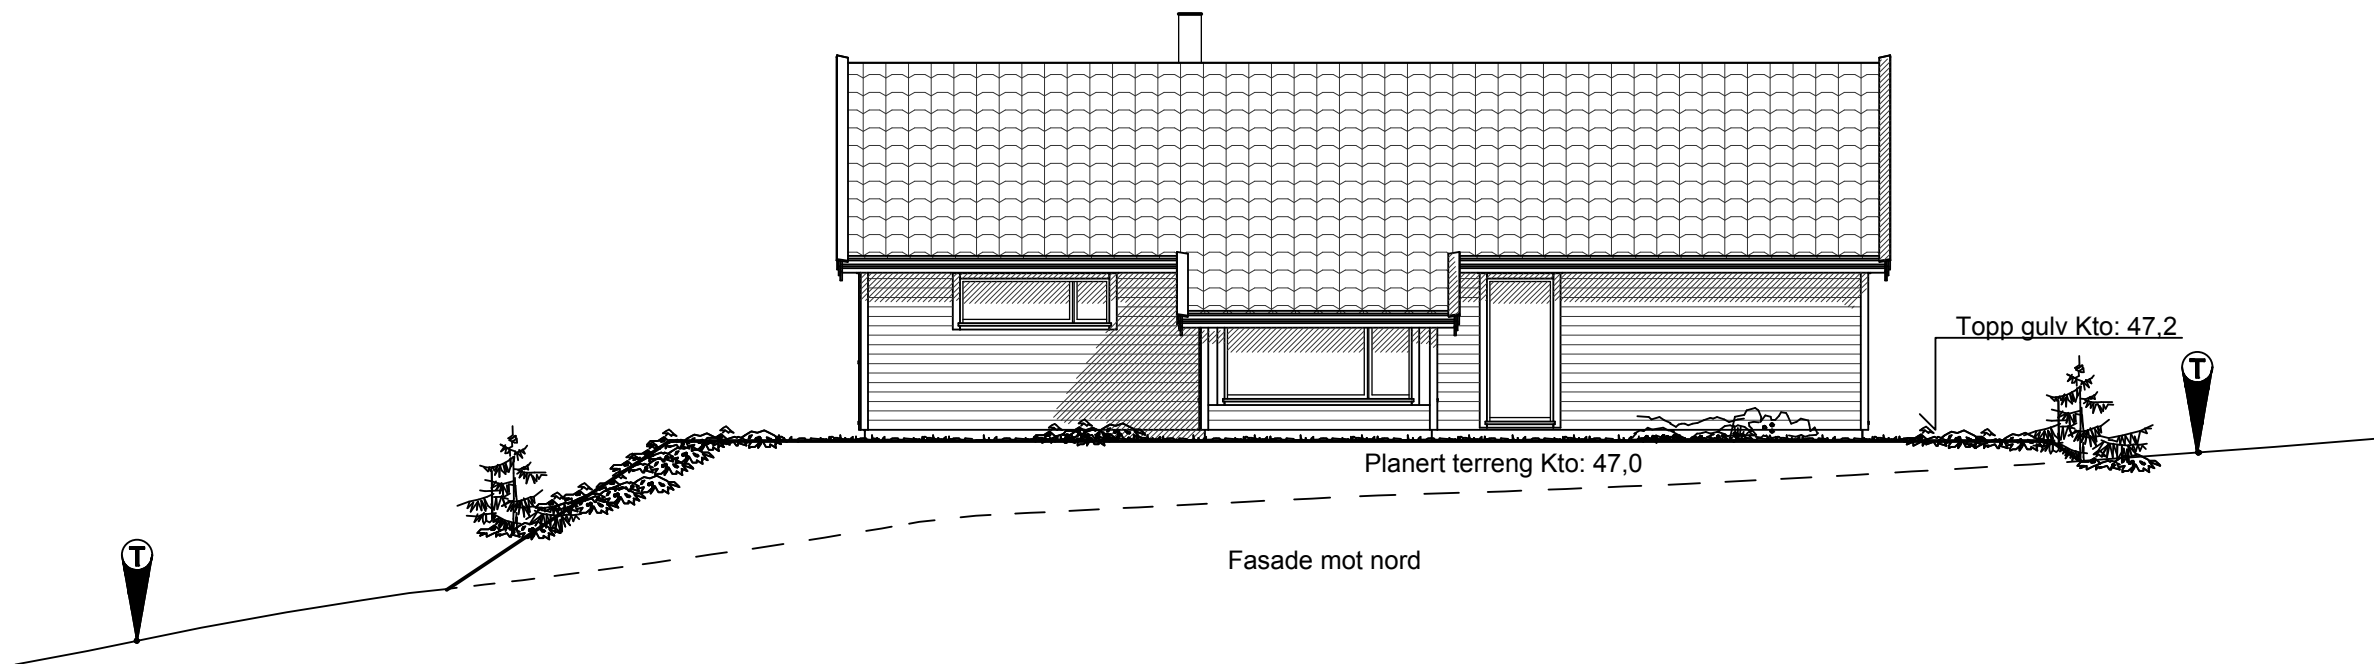 Topp gulv Kto: 47,2
T
Planert terreng Kto: 47,0
T
Fasade mot nord